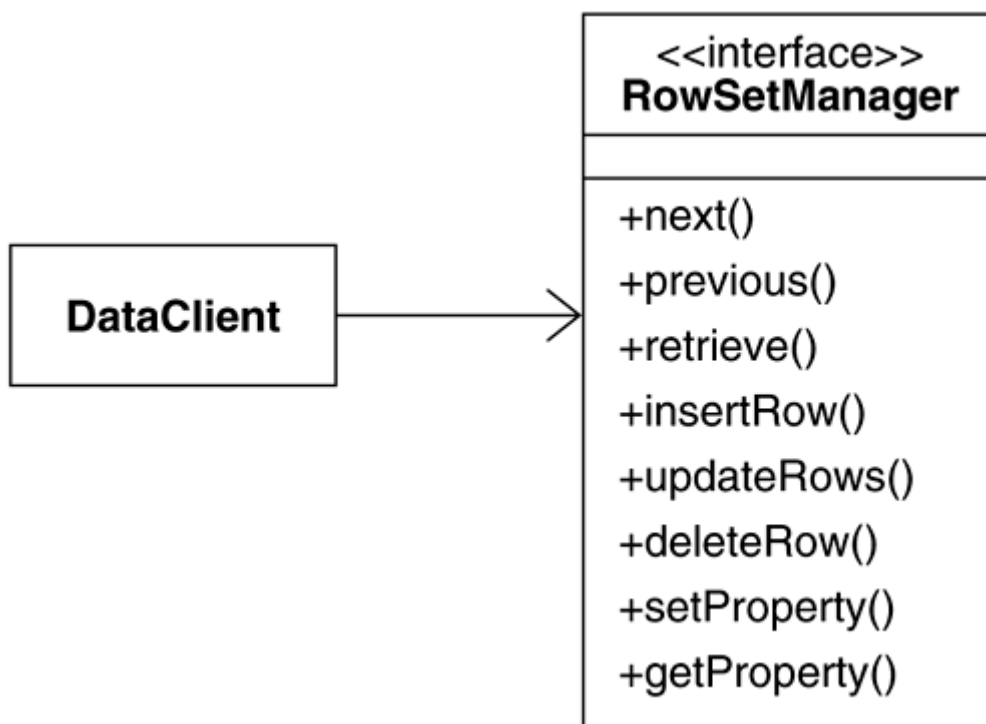 <<interface>>
RowSetManager
DataClient
+next()
+previous()
+retrieve()
+insertRow()
+updateRows()
+deleteRow()
+setProperty()
+getProperty()